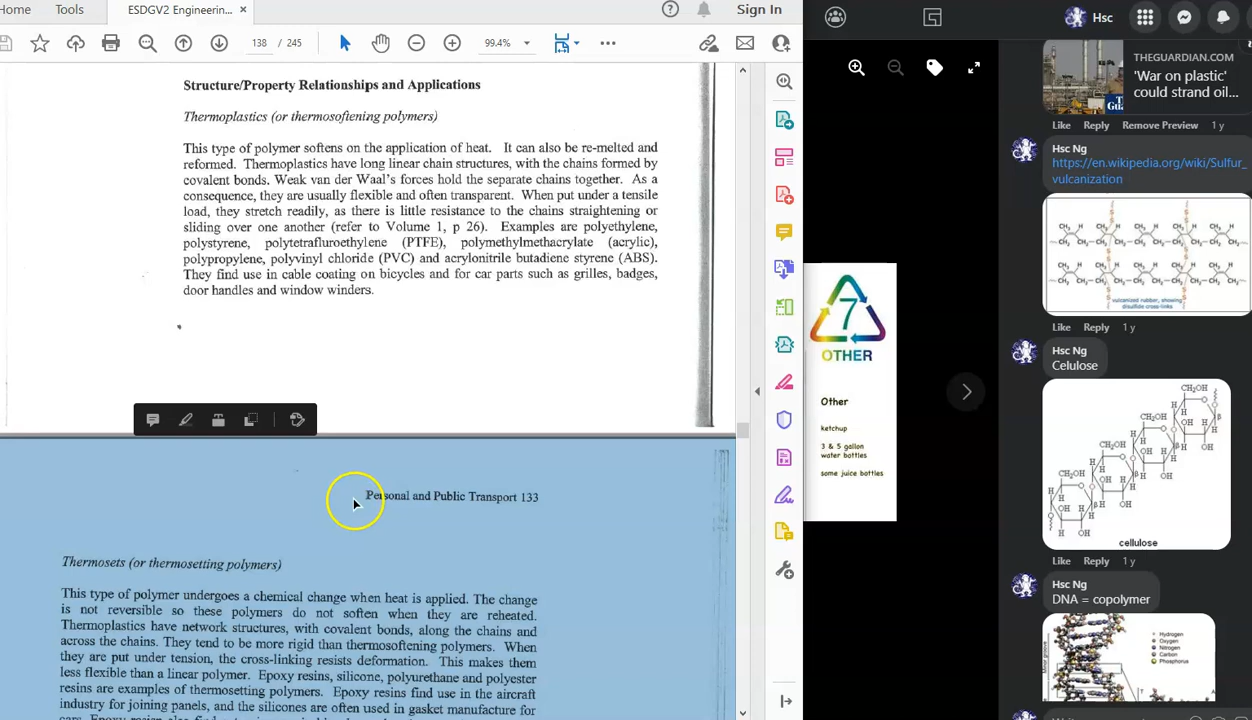 Home
Tools
ESDGV2 Engineerin...
Sign In
138 / 245
99.4%
Structure/Property Relationships and Applications
Thermoplastics (or thermosoftening polymers)
This type of polymer softens on the application of heat. It can also be re-melted and
reformed. Thermoplastics have long linear chain structures, with the chains formed by
covalent bonds. Weak van der Waal's forces hold the separate chains together. As a
consequence, they are usually flexible and often transparent. When put under a tensile
load, they stretch readily, as there is little resistance to the chains straightening or
sliding over one another (refer to Volume 1, p 26). Examples are polyethylene,
polystyrene, polytetrafluroethylene (PTFE), polymethylmethacrylate (acrylic),
polypropylene, polyvinyl chloride (PVC) and acrylonitrile butadiene styrene (ABS).
They find use in cable coating on bicycles and for car parts such as grilles, badges,
door handles and window winders.
Personal and Public Transport 133
Thermosets (or thermosetting polymers)
This type of polymer undergoes a chemical change when heat is applied. The change
is not reversible so these polymers do not soften when they are reheated.
Thermoplastics have network structures, with covalent bonds, along the chains and
across the chains. They tend to be more rigid than thermosoftening polymers. When
they are put under tension, the cross-linking resists deformation. This makes them
less flexible than a linear polymer. Epoxy resins, silicone, polyurethane and polyester
resins are examples of thermosetting polymers. Epoxy resins find use in the aircraft
industry for joining panels, and the silicones are often used in gasket manufacture for
7
OTHER
Other
ketchup
3 & 5 gallon
water bottles
some juice bottles
Hsc
THEGUARDIAN.COM
'War on plastic'
could strand oil...
Like Reply Remove Preview 1 y
Hsc Ng
https://en.wikipedia.org/wiki/Sulfur_
vulcanization
vulcanized rubber, showing
disulfide cross-links
Like Reply 1 y
Hsc Ng
Celulose
cellulose
Like Reply 1 y
Hsc Ng
DNA = copolymer
Hydrogen
Oxygen
Nitrogen
Carbon
Phosphorus